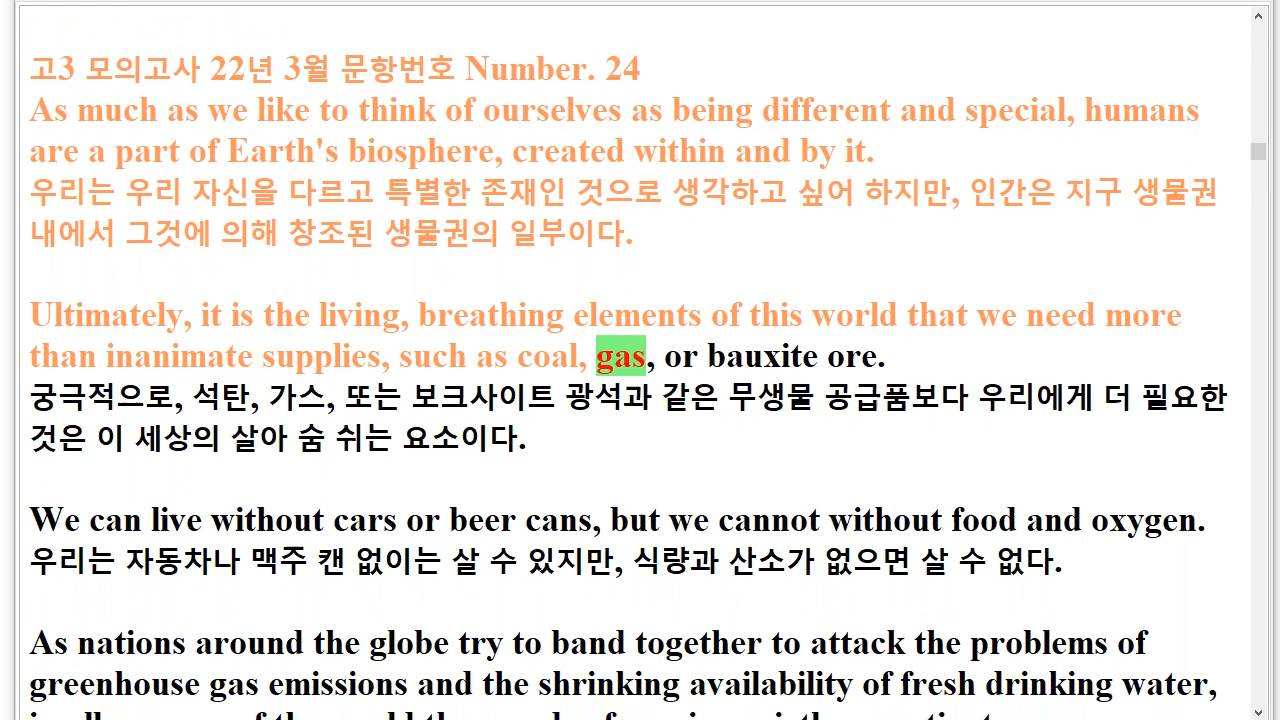 고3 모의고사 22년 3월 문항번호 Number. 24
As much as we like to think of ourselves as being different and special, humans
are a part of Earth's biosphere, created within and by it.
우리는 우리 자신을 다르고 특별한 존재인 것으로 생각하고 싶어 하지만, 인간은 지구 생물권
내에서 그것에 의해 창조된 생물권의 일부이다.
Ultimately, it is the living, breathing elements of this world that we need more
than inanimate supplies, such as coal, gas, or bauxite ore.
궁극적으로, 석탄, 가스, 또는 보크사이트 광석과 같은 무생물 공급품보다 우리에게 더 필요한
것은 이 세상의 살아 숨 쉬는 요소이다.
We can live without cars or beer cans, but we cannot without food and oxygen.
우리는 자동차나 맥주 캔 없이는 살 수 있지만, 식량과 산소가 없으면 살 수 없다.
As nations around the globe try to band together to attack the problems of
greenhouse gas emissions and the shrinking availability of fresh drinking water,